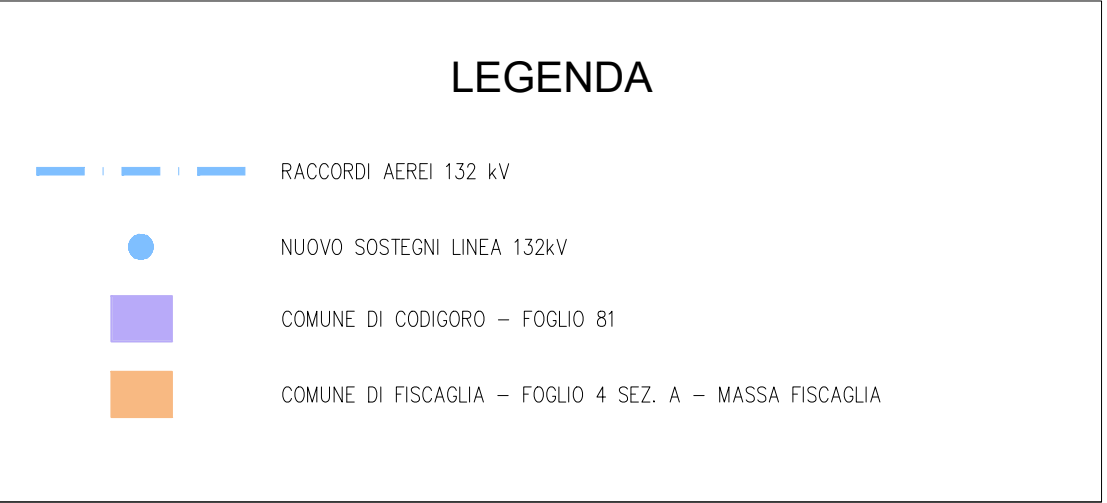 LEGENDA
RACCORDI AEREI 132 kV
NUOVO SOSTEGNI LINEA 132kV
COMUNE DI CODIGORO – FOGLIO 81
COMUNE DI FISCAGLIA – FOGLIO 4 SEZ. A – MASSA FISCAGLIA